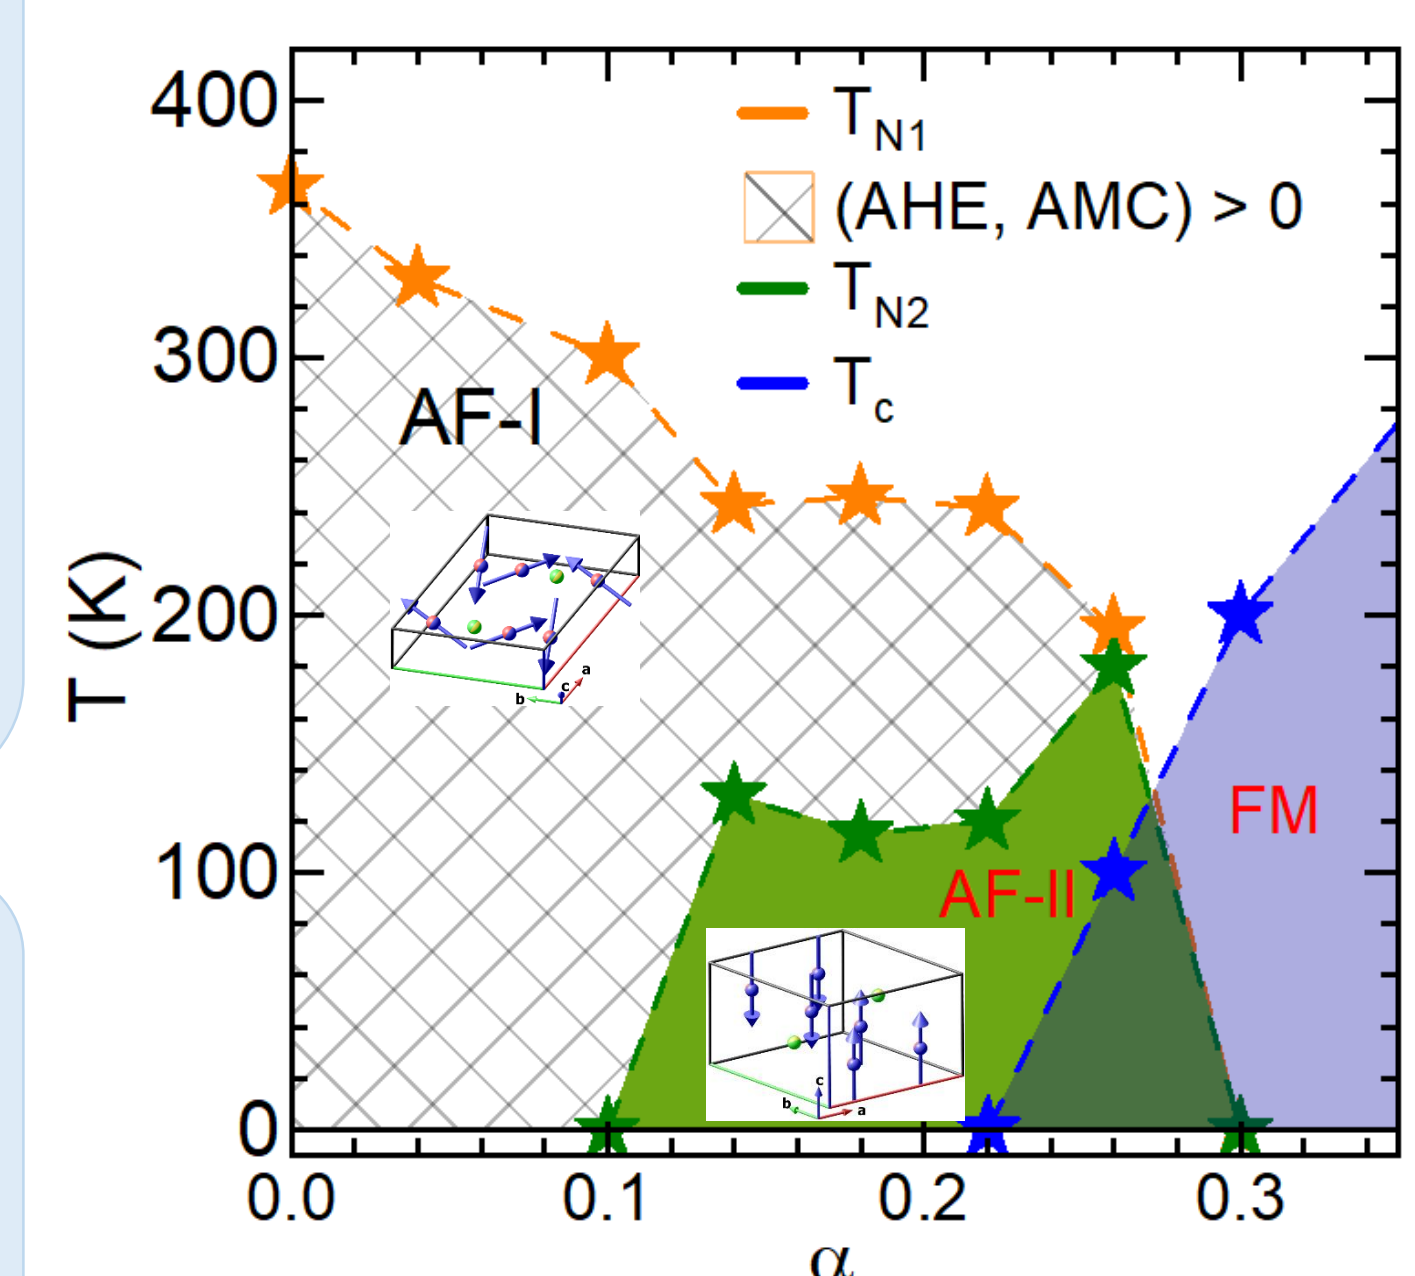 400
300
200
100
0
T (K)
T_N1
(AHE, AMC) > 0
T_N2
T_c
AF-I
a
b
c
FM
AF-II
c
b
a
0.0
0.1
0.2
0.3
α